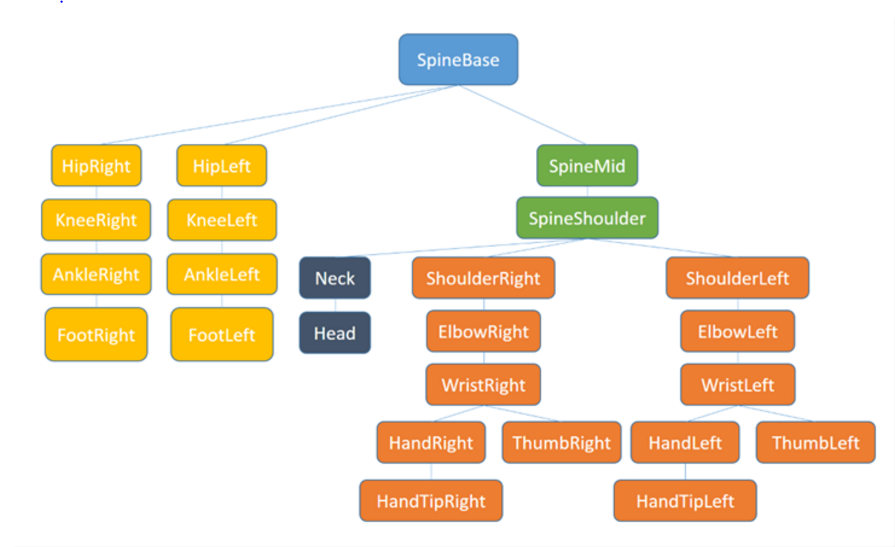 SpineBase
HipRight HipLeft SpineMid
KneeRight KneeLeft SpineShoulder
AnkleRight AnkleLeft Neck ShoulderRight ShoulderLeft
FootRight FootLeft Head ElbowRight ElbowLeft
WristRight WristLeft
HandRight ThumbRight HandLeft ThumbLeft
HandTipRight HandTipLeft